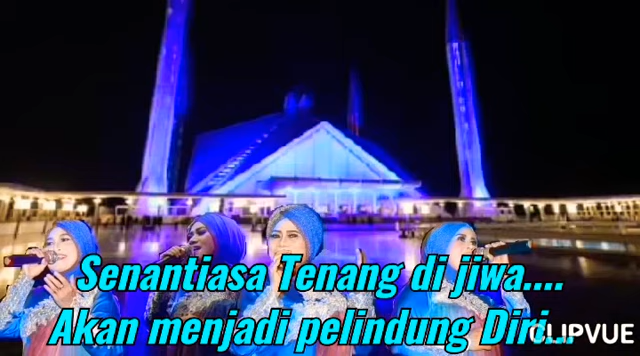 Senantiasa Tenang di jiwa....
Akan menjadi pelindung Diri...
CLIPVUE